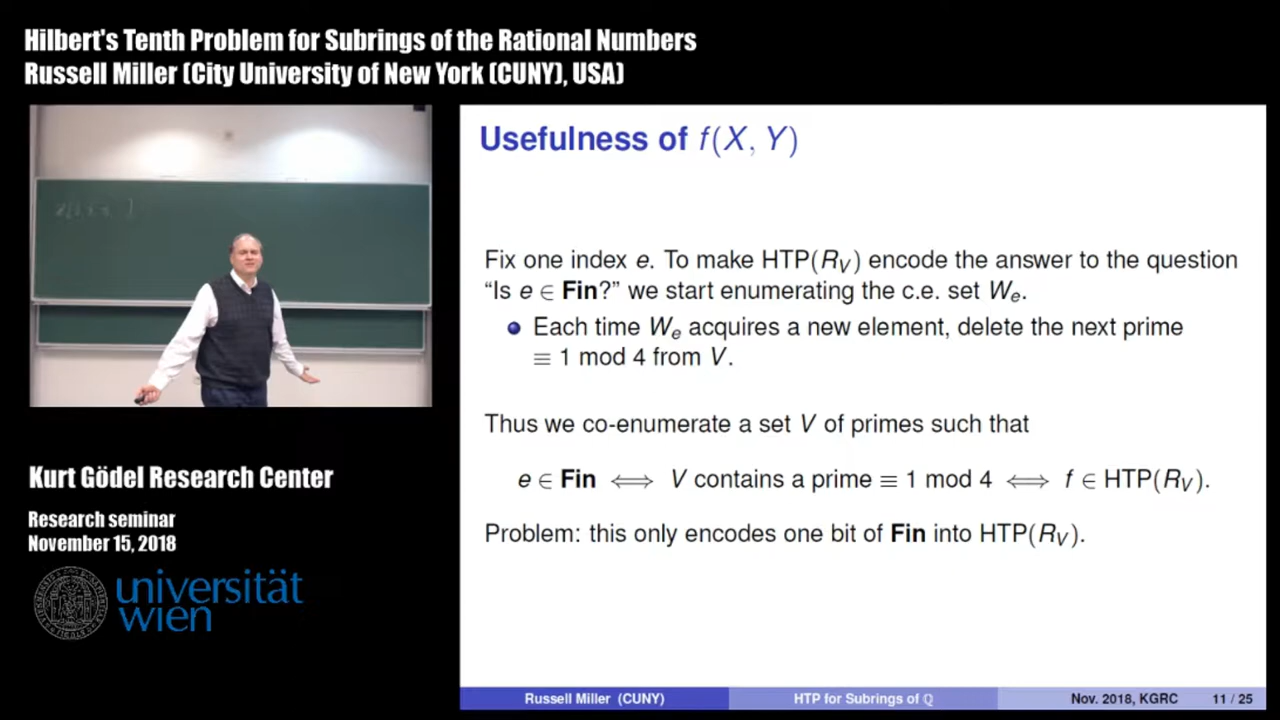 Hilbert's Tenth Problem for Subrings of the Rational Numbers
Russell Miller (City University of New York (CUNY), USA)
Usefulness of f(X, Y)
Fix one index e. To make HTP(R_V) encode the answer to the question
“Is e ∈ Fin?” we start enumerating the c.e. set W_e.
Each time W_e acquires a new element, delete the next prime
≡ 1 mod 4 from V.
Thus we co-enumerate a set V of primes such that
e ∈ Fin ⟺ V contains a prime ≡ 1 mod 4 ⟺ f ∈ HTP(R_V).
Problem: this only encodes one bit of Fin into HTP(R_V).
Kurt Gödel Research Center
Research seminar
November 15, 2018
universität
wien
Russell Miller (CUNY) HTP for Subrings of ℚ Nov. 2018, KGRC 11 / 25